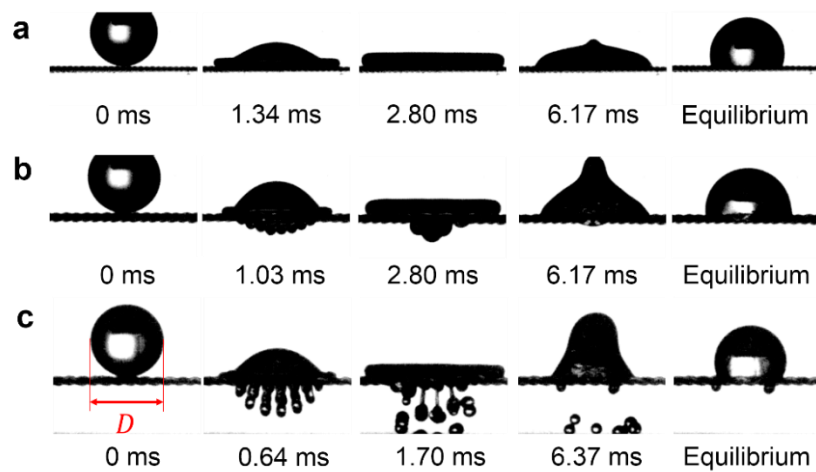 a
0 ms 1.34 ms 2.80 ms 6.17 ms Equilibrium
b
0 ms 1.03 ms 2.80 ms 6.17 ms Equilibrium
c
D
0 ms 0.64 ms 1.70 ms 6.37 ms Equilibrium